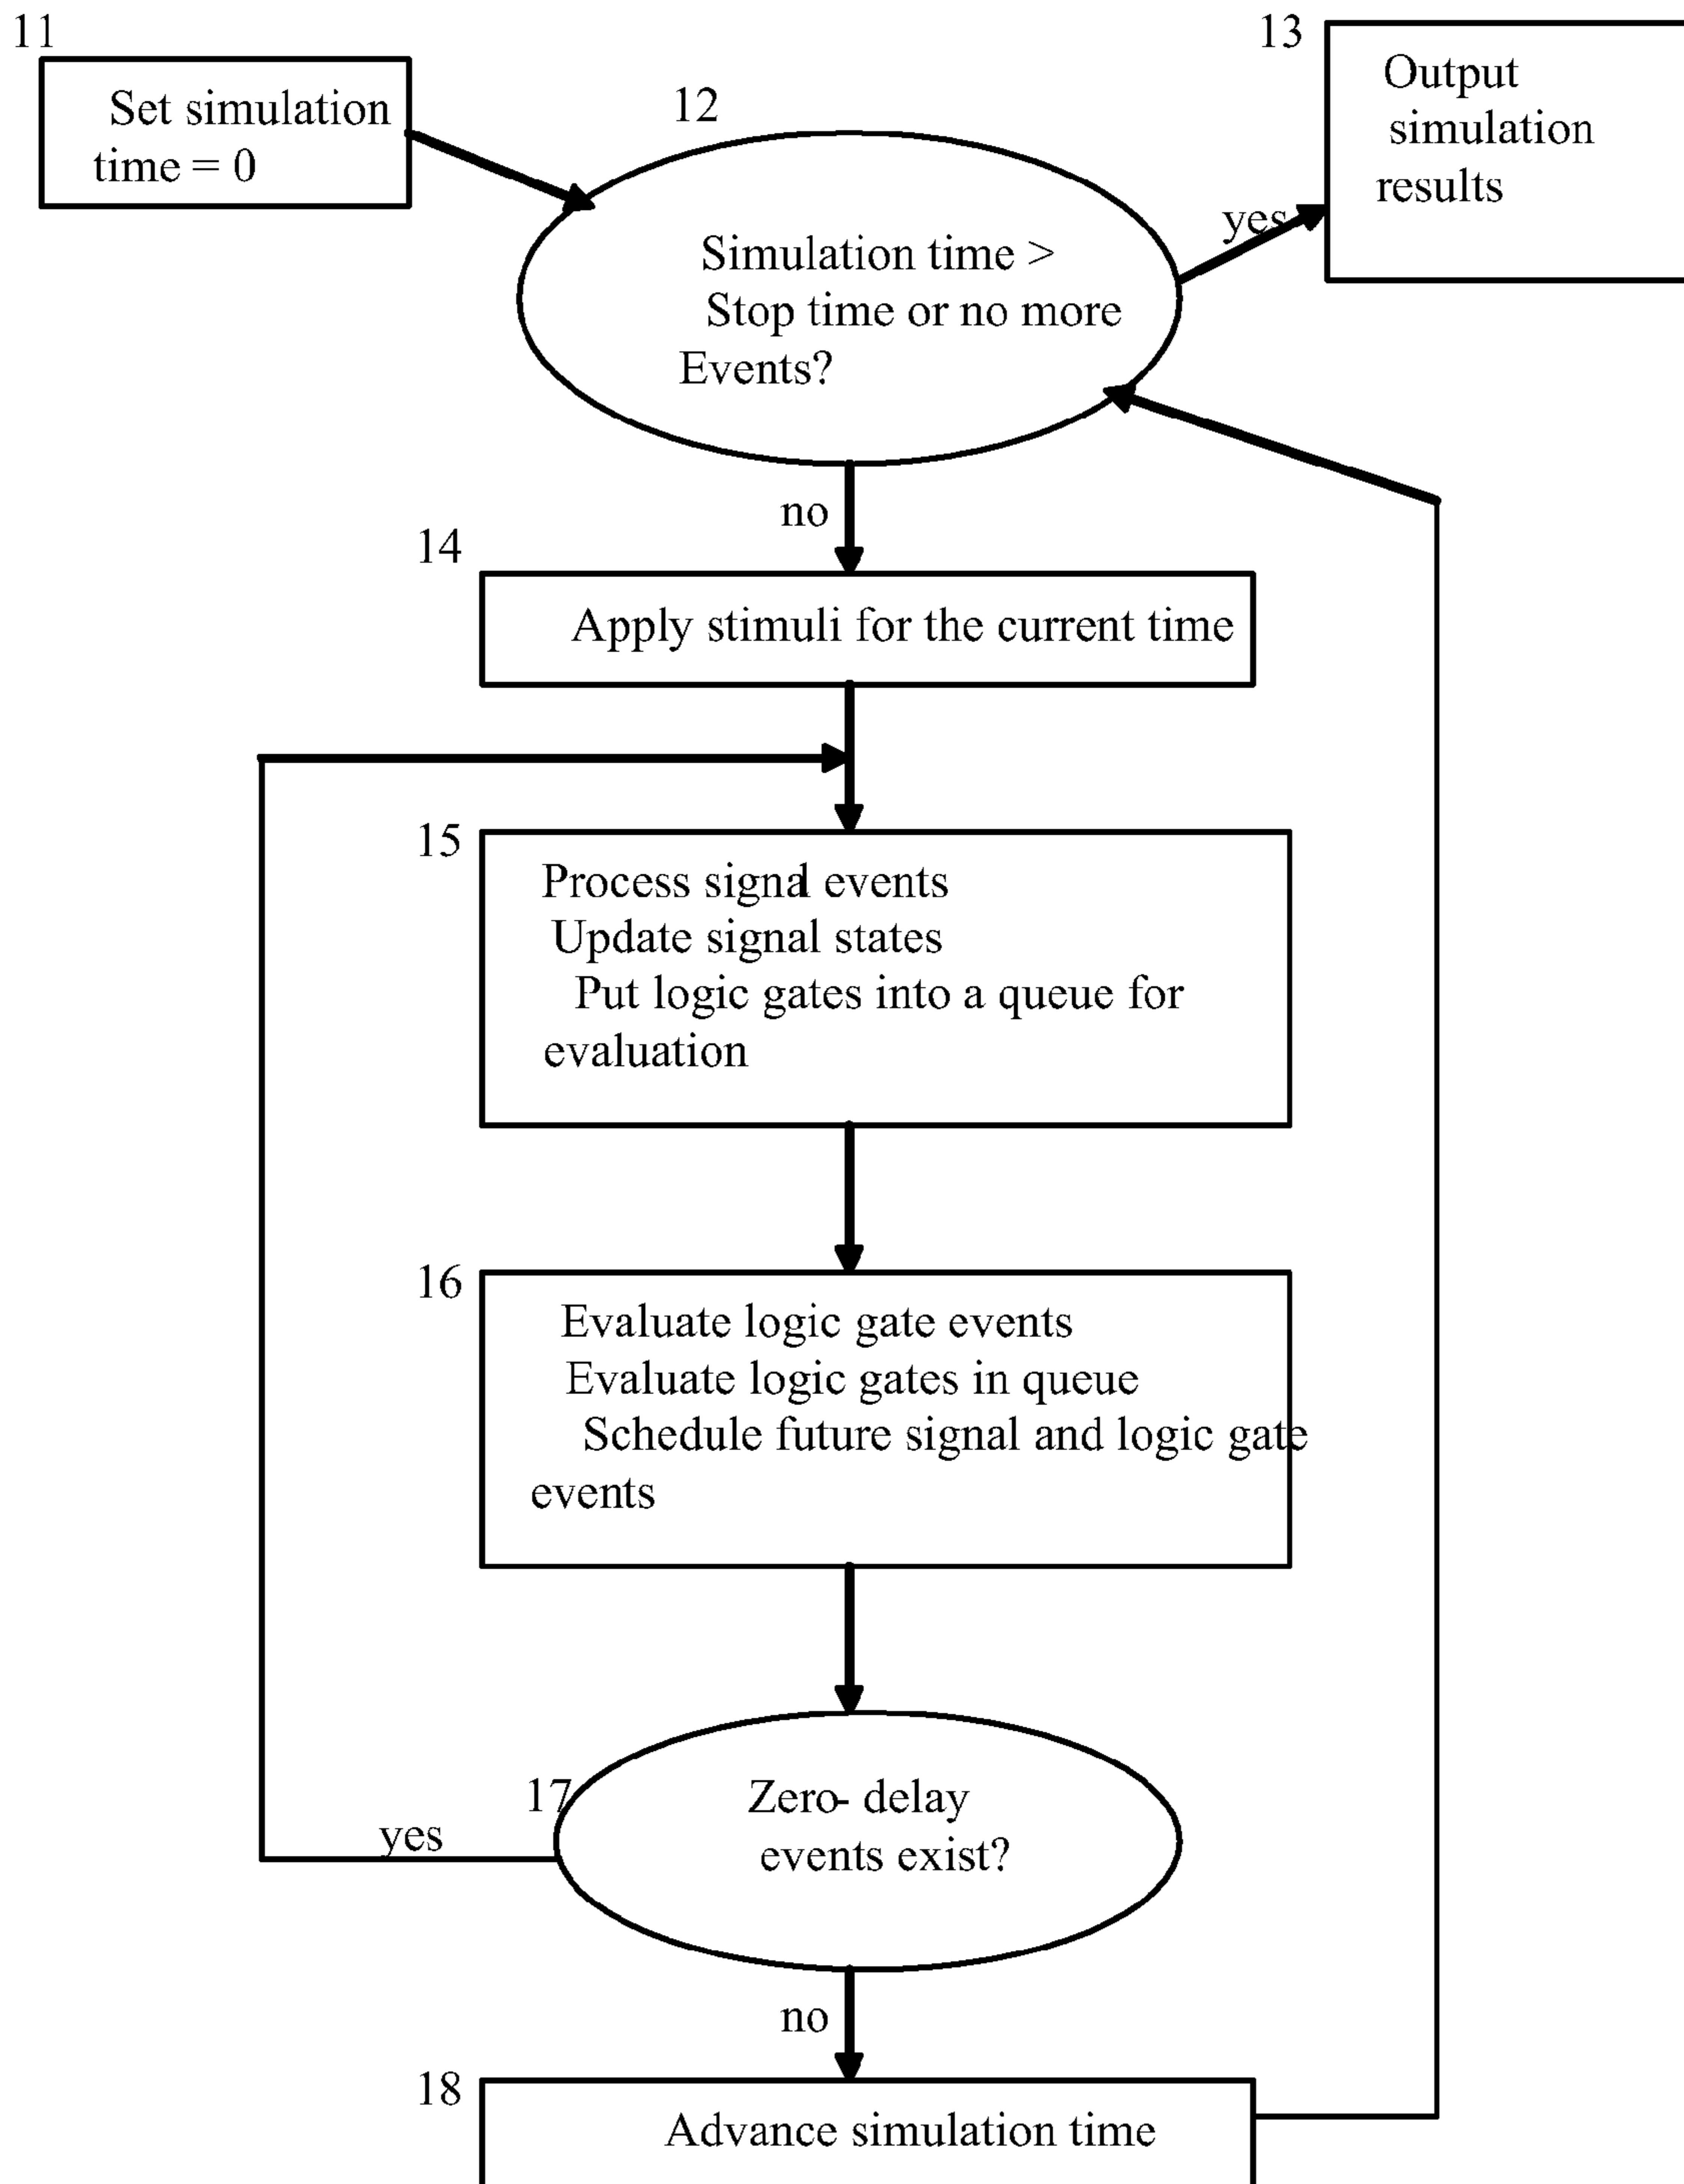 11
Set simulation
time = 0
12
13
Output
simulation
results
Simulation time >
Stop time or no more
Events?
yes
no
14
Apply stimuli for the current time
15
Process signal events
Update signal states
Put logic gates into a queue for
evaluation
16
Evaluate logic gate events
Evaluate logic gates in queue
Schedule future signal and logic gate
events
17
Zero- delay
events exist?
yes
no
18
Advance simulation time